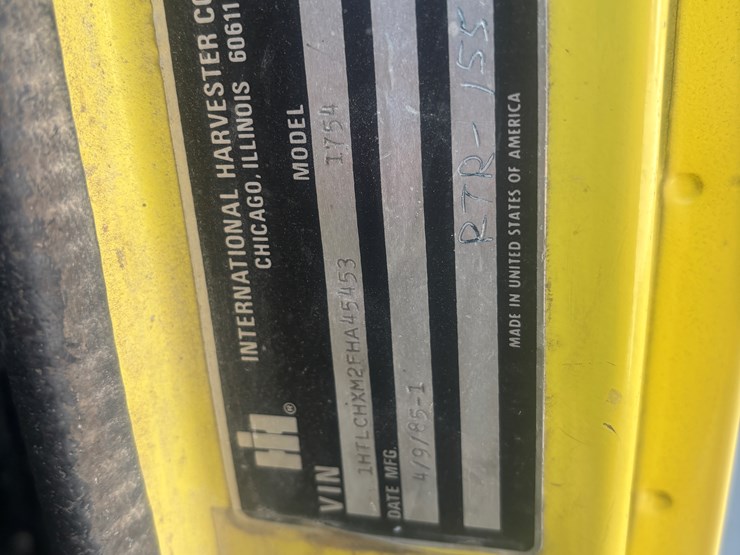 INTERNATIONAL HARVESTER CO
CHICAGO, ILLINOIS 60611
IH ®
VIN MODEL
1HTLCHXM2FHA45453 1754
DATE MFG.
4/9/85-1
RTR-155
MADE IN UNITED STATES OF AMERICA